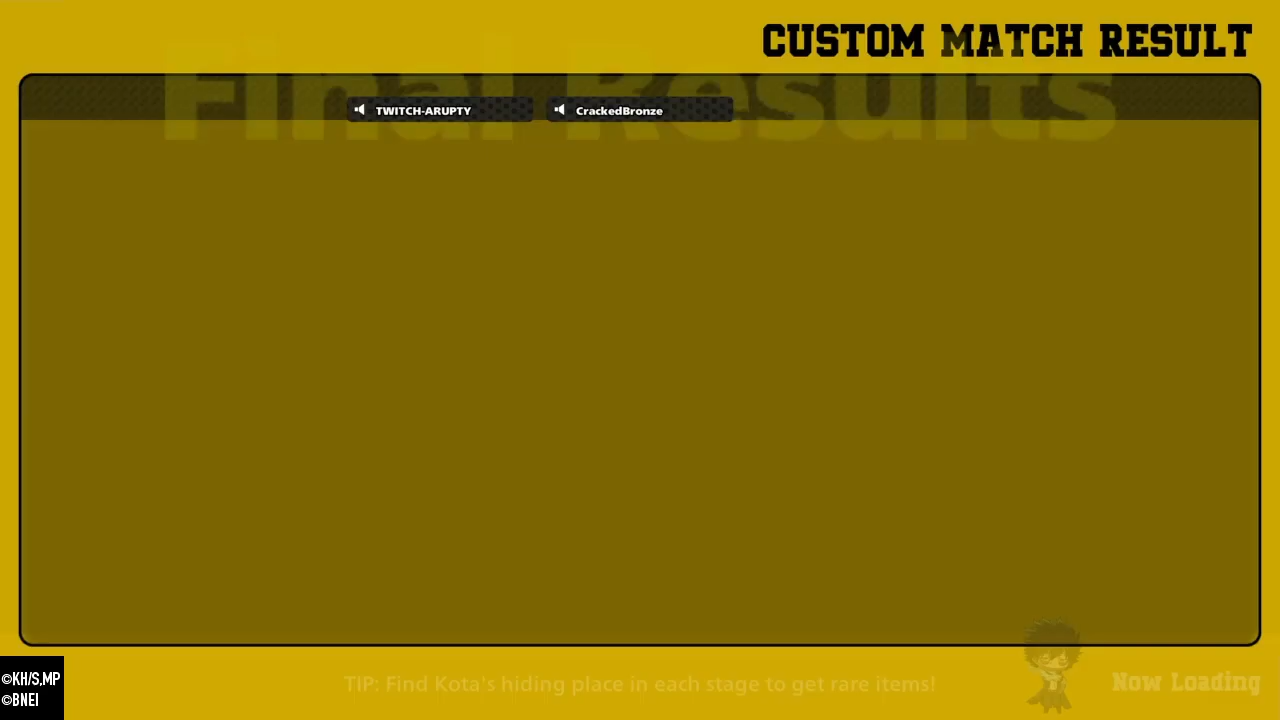 CUSTOM MATCH RESULT
Final Results
TWITCH-ARUPTY
CrackedBronze
TIP: Find Kota's hiding place in each stage to get rare items!
Now Loading
©KH/S,MP
©BNEI